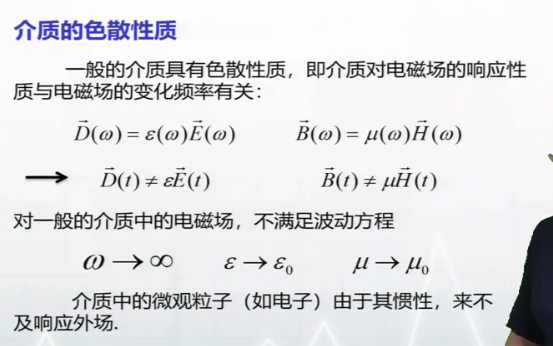 介质的色散性质
一般的介质具有色散性质，即介质对电磁场的响应性
质与电磁场的变化频率有关：
$\vec{D}(\omega) = \varepsilon(\omega)\vec{E}(\omega)$ $\vec{B}(\omega) = \mu(\omega)\vec{H}(\omega)$
→ $\vec{D}(t) \neq \varepsilon\vec{E}(t)$ $\vec{B}(t) \neq \mu\vec{H}(t)$
对一般的介质中的电磁场，不满足波动方程
$\omega \to \infty$ $\varepsilon \to \varepsilon_0$ $\mu \to \mu_0$
介质中的微观粒子（如电子）由于其惯性，来不
及响应外场.